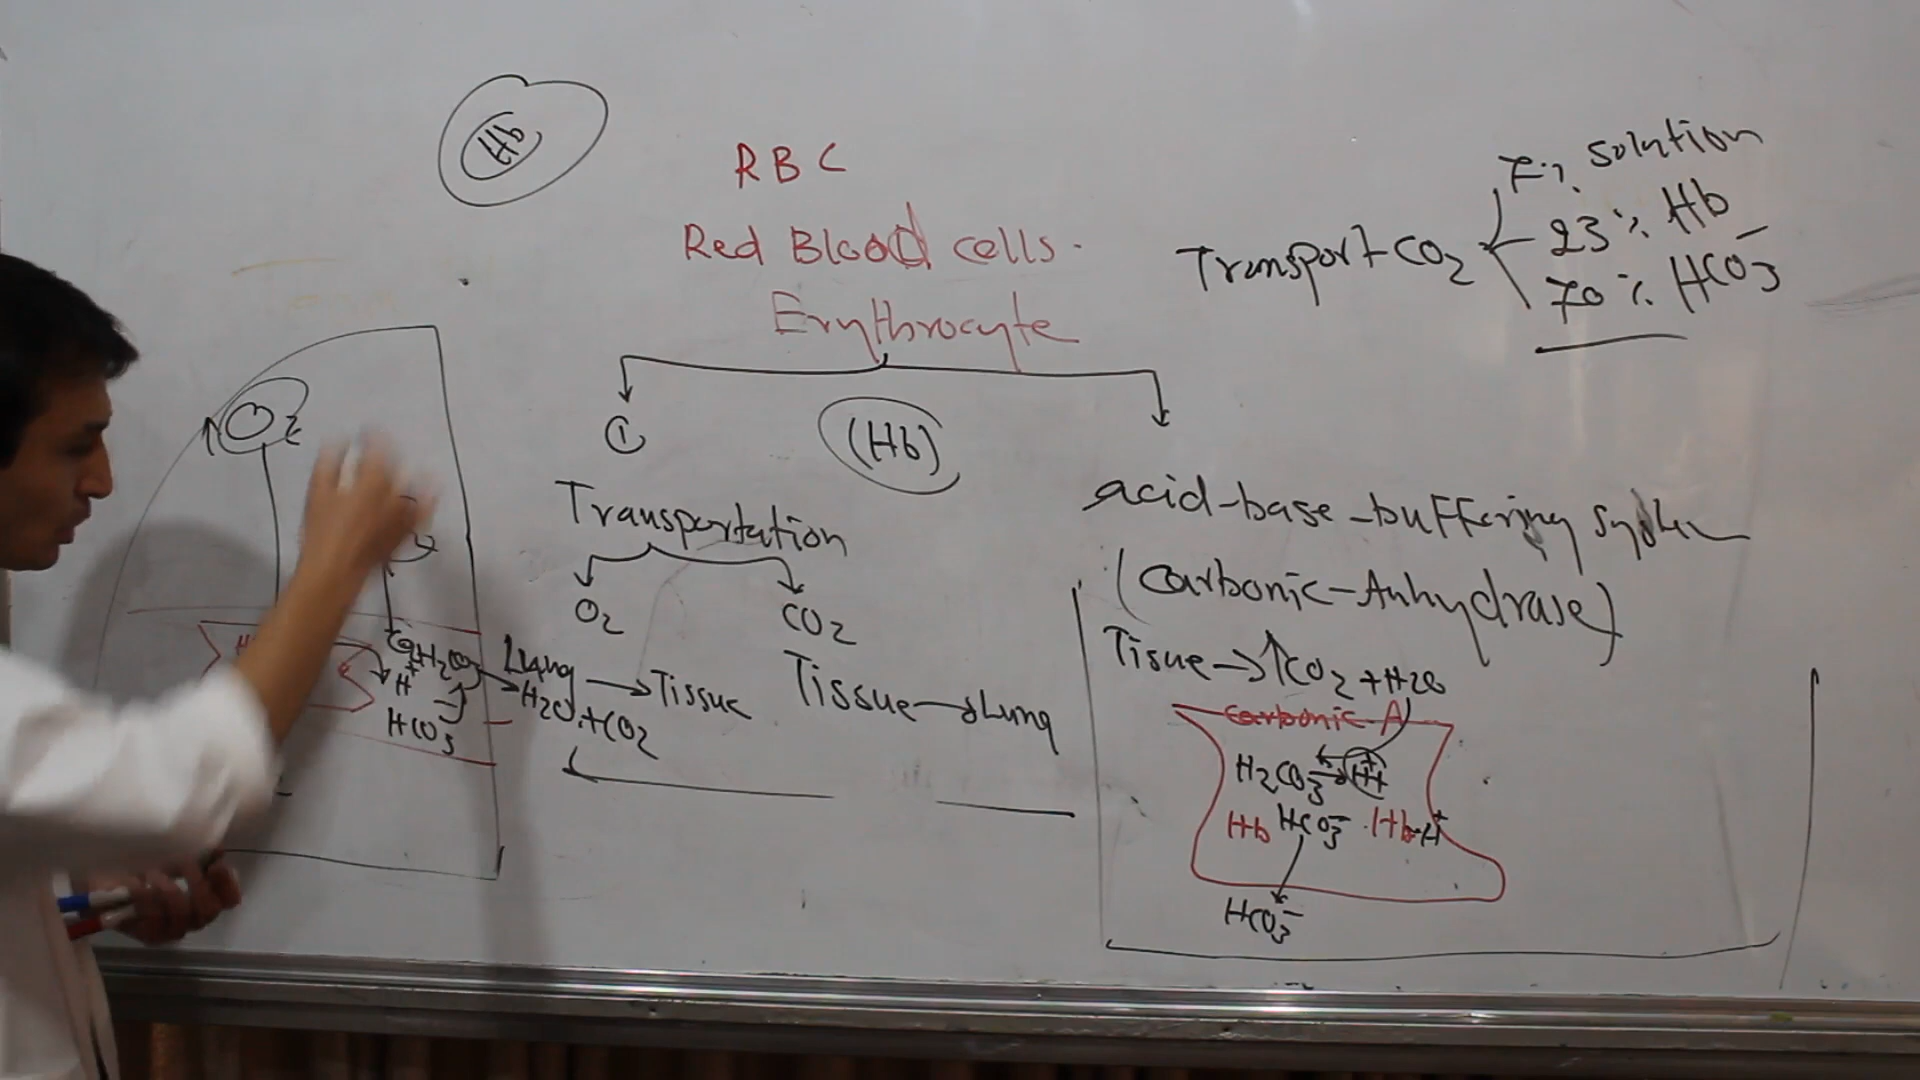 Hb
RBC
Red Blood cells.
Erythrocyte
Transport CO2
7% Solution
23% Hb
70% HCO3-
1
(Hb)
Transportation
O2
CO2
Lung → Tissue
Tissue → Lung
acid-base-buffering
(carbonic-Anhydrase)
Tissue → ↑CO2 + H2O
carbonic-A
H2CO3 H+
Hb HCO3- Hb-H+
HCO3-
O2
H2CO3
H+
HCO3-
H2O + CO2